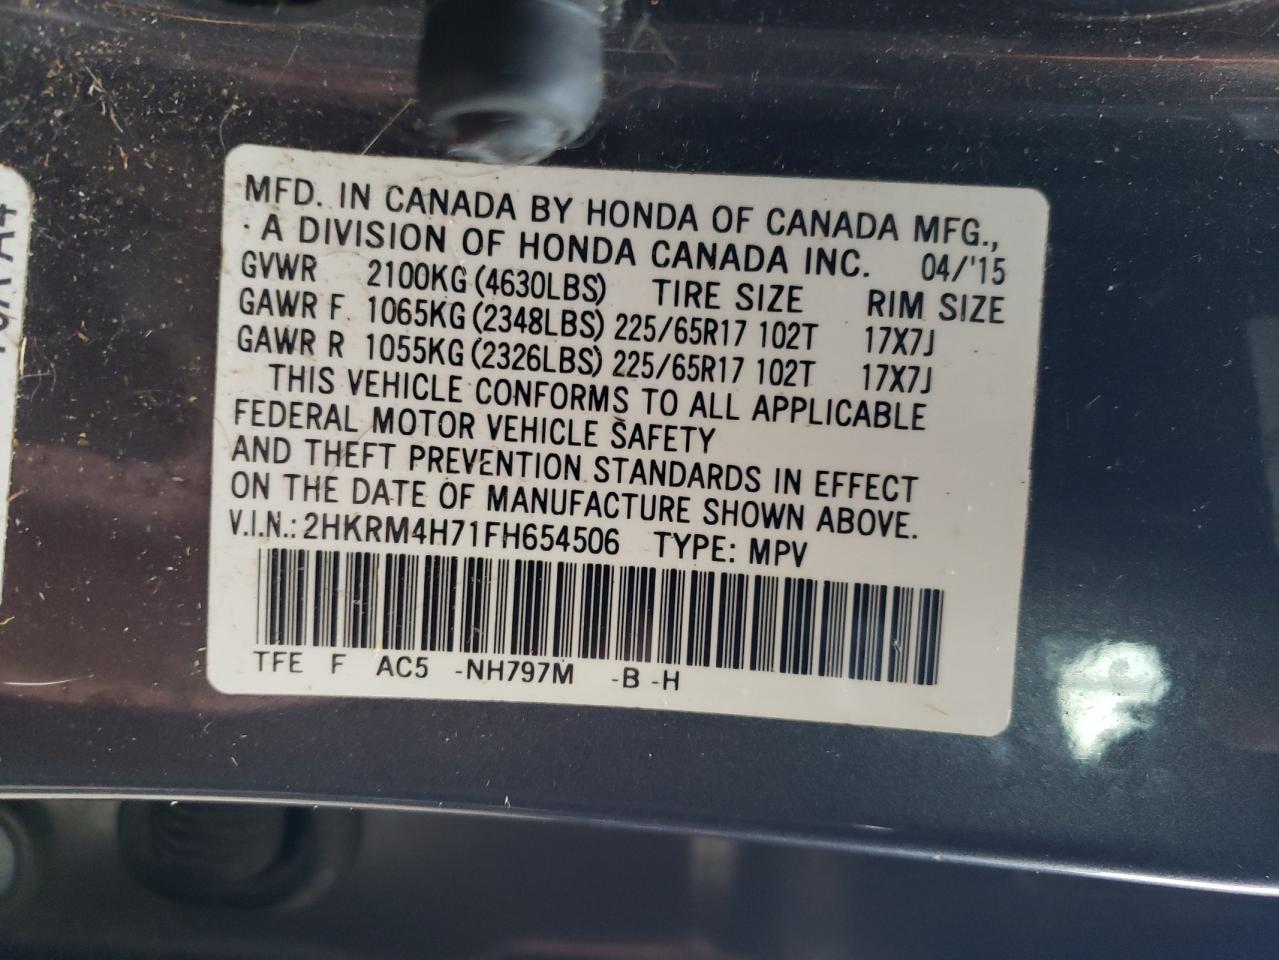 MFD. IN CANADA BY HONDA OF CANADA MFG.,
A DIVISION OF HONDA CANADA INC. 04/'15
GVWR 2100KG (4630LBS) TIRE SIZE RIM SIZE
GAWR F 1065KG (2348LBS) 225/65R17 102T 17X7J
GAWR R 1055KG (2326LBS) 225/65R17 102T 17X7J
THIS VEHICLE CONFORMS TO ALL APPLICABLE
FEDERAL MOTOR VEHICLE SAFETY
AND THEFT PREVENTION STANDARDS IN EFFECT
ON THE DATE OF MANUFACTURE SHOWN ABOVE.
V.I.N.: 2HKRM4H71FH654506 TYPE: MPV
TFE F AC5 -NH797M -B -H